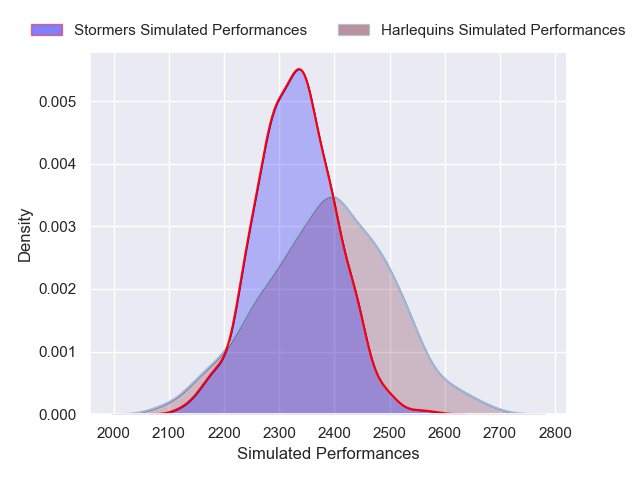 Stormers Simulated Performances Harlequins Simulated Performances
0.005
0.004
0.003
0.002
0.001
0.000
Density
2000 2100 2200 2300 2400 2500 2600 2700 2800
Simulated Performances